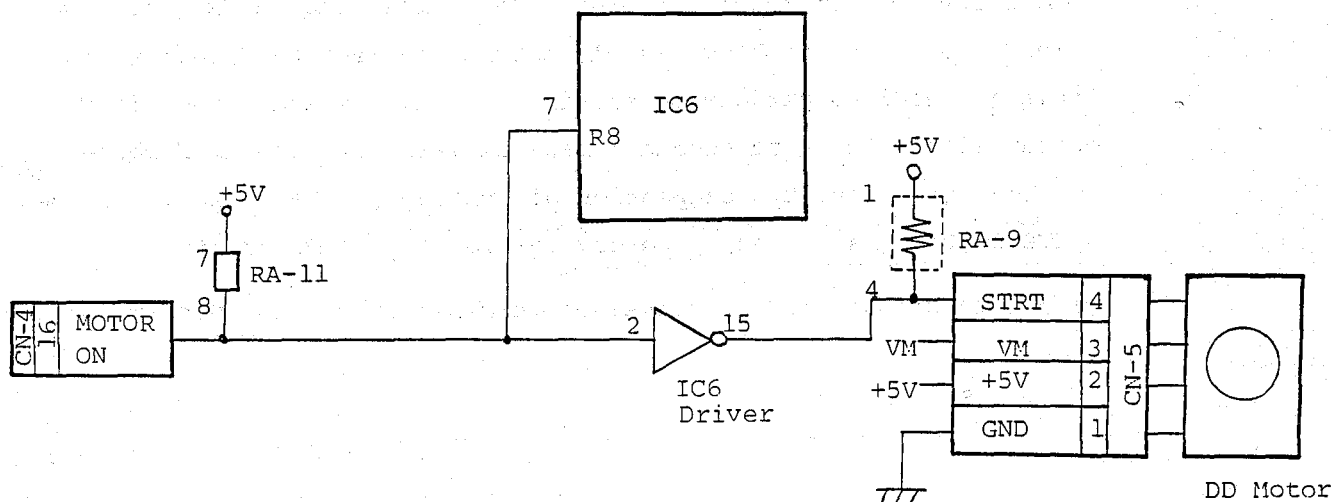 7
IC6
R8
+5V
1
RA-9
+5V
7
RA-11
8
CN-4
16
MOTOR
ON
2
15
IC6
Driver
4
STRT
4
VM
VM
3
+5V
+5V
2
GND
1
CN-5
DD Motor